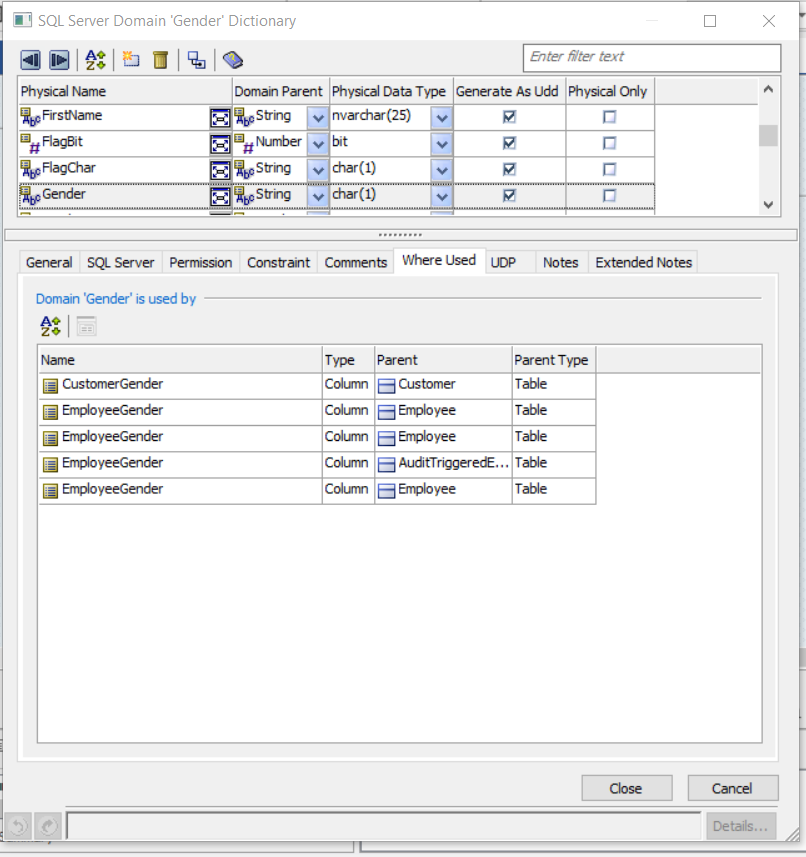 SQL Server Domain 'Gender' Dictionary
Enter filter text
Physical Name Domain Parent Physical Data Type Generate As Udd Physical Only
FirstName String nvarchar(25)
FlagBit Number bit
FlagChar String char(1)
Gender String char(1)
General SQL Server Permission Constraint Comments Where Used UDP Notes Extended Notes
Domain 'Gender' is used by
Name Type Parent Parent Type
CustomerGender Column Customer Table
EmployeeGender Column Employee Table
EmployeeGender Column Employee Table
EmployeeGender Column AuditTriggeredE... Table
EmployeeGender Column Employee Table
Close Cancel
Details...